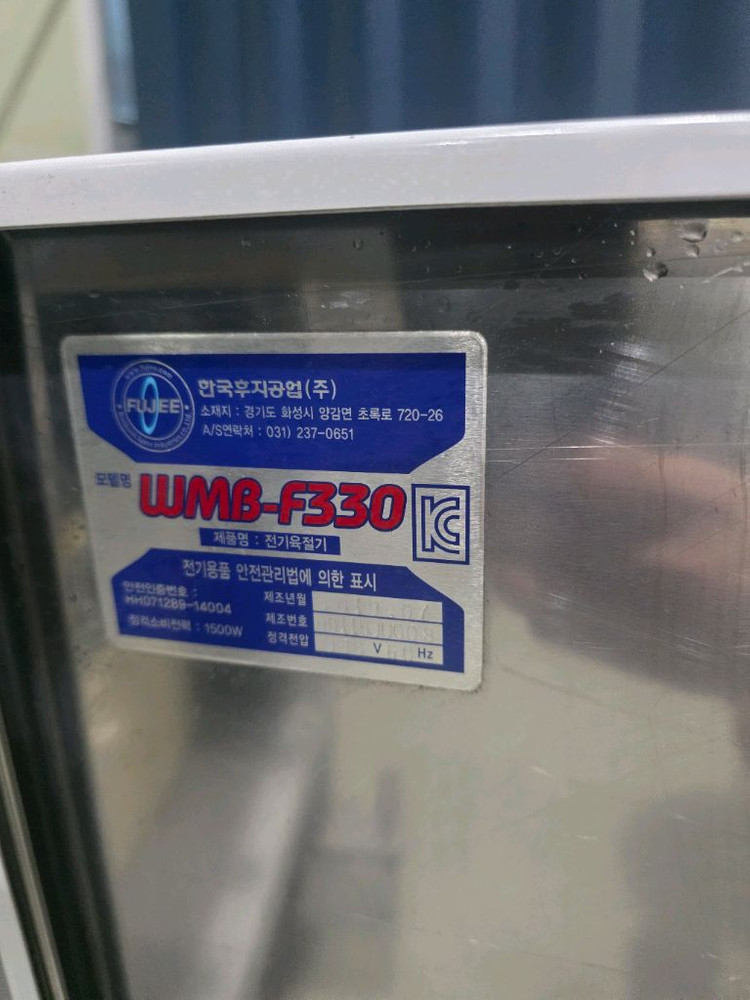 FUJEE
한국후지공업(주)
소재지 : 경기도 화성시 양감면 초록로 720-26
A/S연락처 : 031) 237-0651
모델명 WMB-F330
제품명 : 전기육절기
전기용품 안전관리법에 의한 표시
안전인증번호 :
HH071289-14004
정격소비전력 : 1500W
제조년월
제조번호
정격전압 V Hz